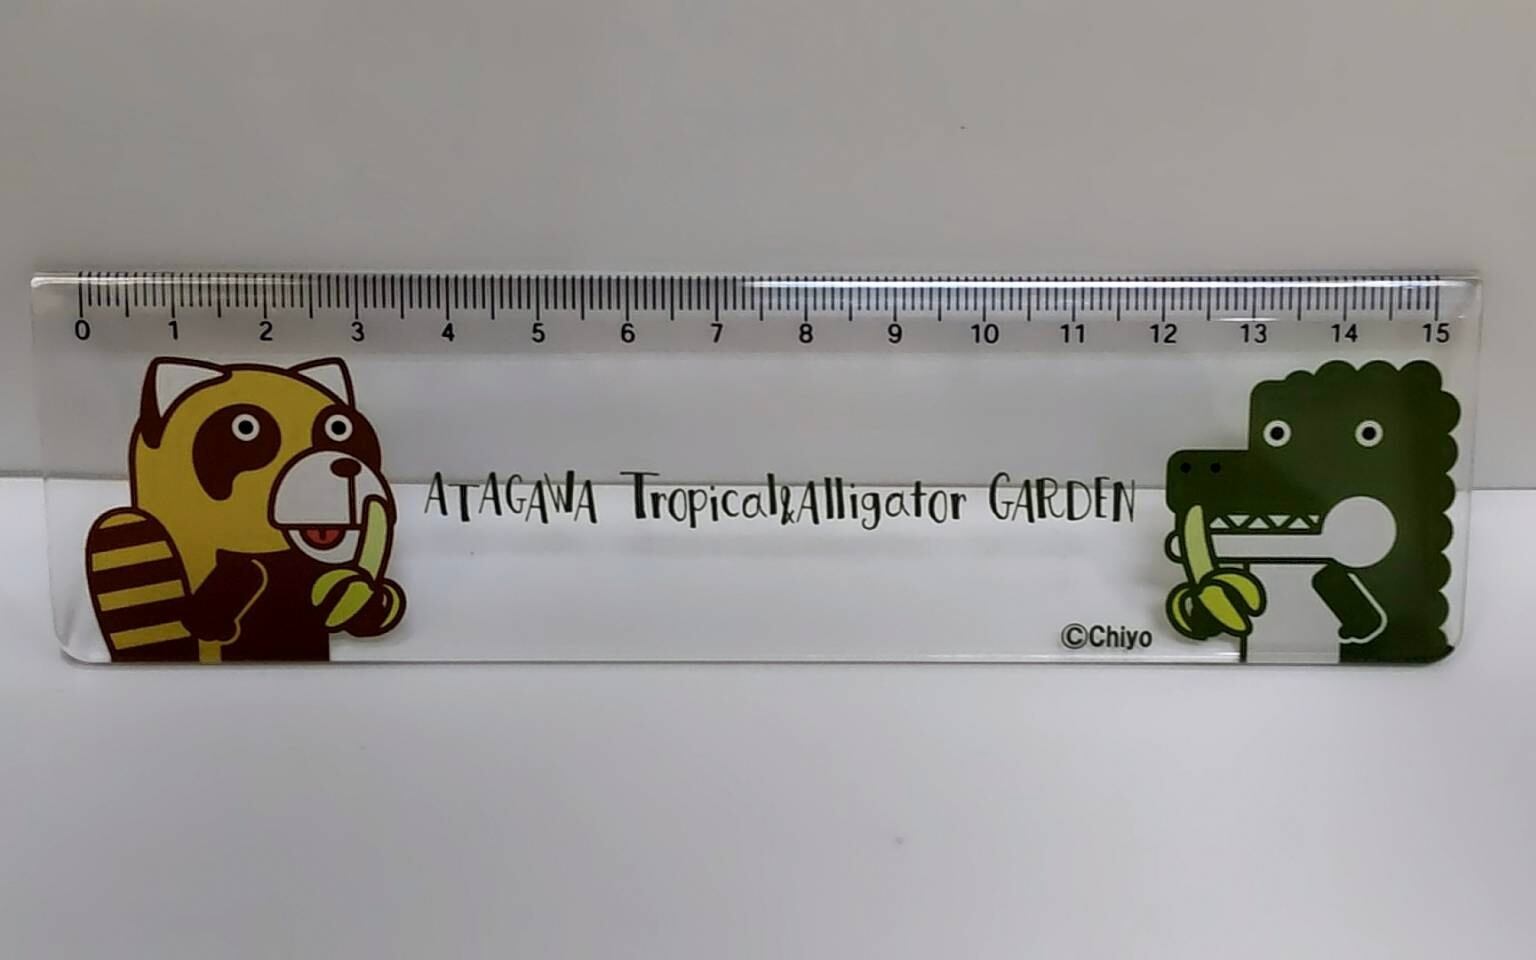 0 1 2 3 4 5 6 7 8 9 10 11 12 13 14 15
ATAGAWA Tropical&Alligator GARDEN
©Chiyo